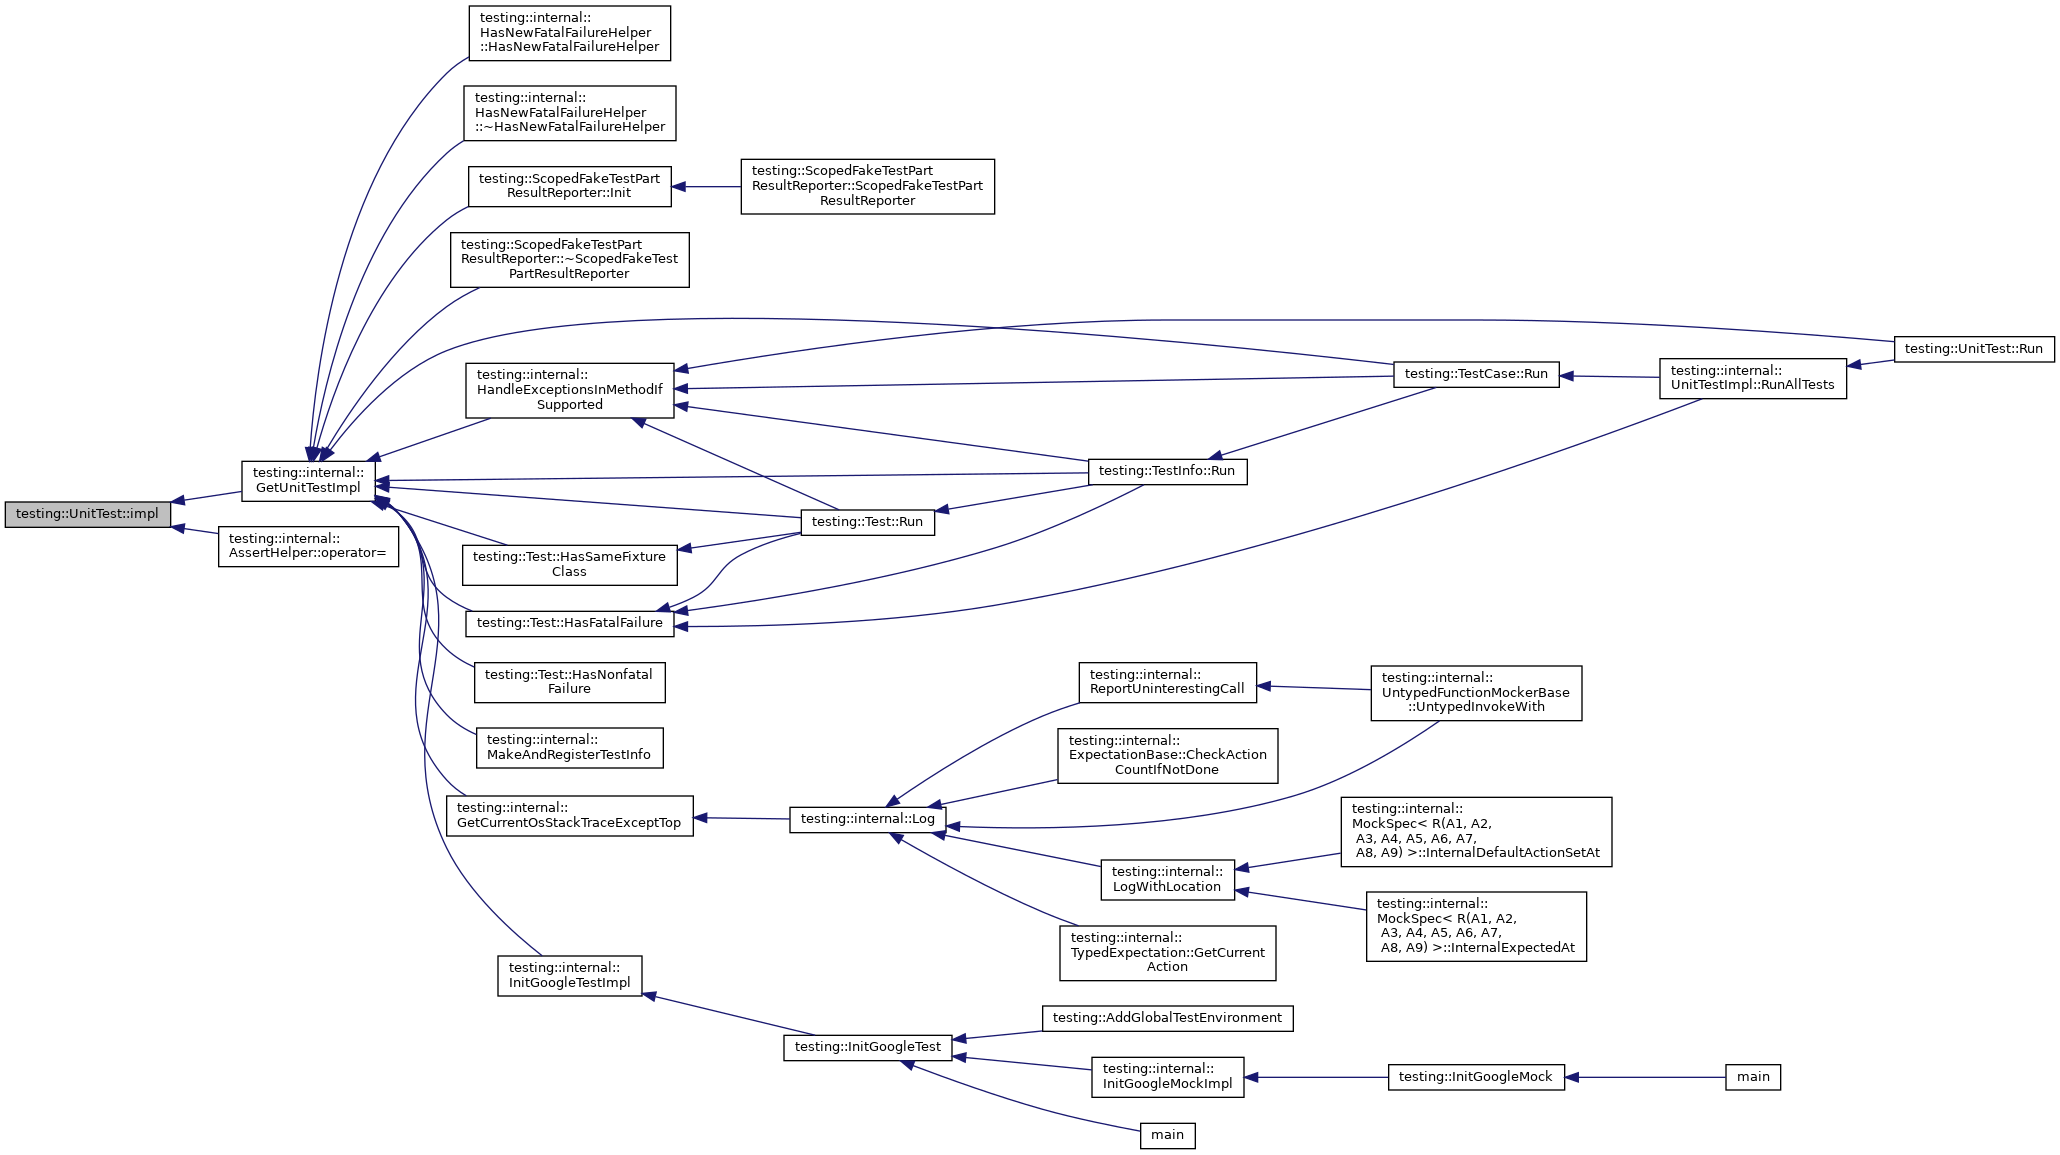 testing::internal::
HasNewFatalFailureHelper
::HasNewFatalFailureHelper
testing::internal::
HasNewFatalFailureHelper
::~HasNewFatalFailureHelper
testing::ScopedFakeTestPart
ResultReporter::Init
testing::ScopedFakeTestPart
ResultReporter::ScopedFakeTestPart
ResultReporter
testing::ScopedFakeTestPart
ResultReporter::~ScopedFakeTest
PartResultReporter
testing::UnitTest::Run
testing::internal::
HandleExceptionsInMethodIf
Supported
testing::TestCase::Run
testing::internal::
UnitTestImpl::RunAllTests
testing::internal::
GetUnitTestImpl
testing::TestInfo::Run
testing::UnitTest::impl
testing::Test::Run
testing::internal::
AssertHelper::operator=
testing::Test::HasSameFixture
Class
testing::Test::HasFatalFailure
testing::Test::HasNonfatal
Failure
testing::internal::
ReportUninterestingCall
testing::internal::
UntypedFunctionMockerBase
::UntypedInvokeWith
testing::internal::
MakeAndRegisterTestInfo
testing::internal::
ExpectationBase::CheckAction
CountIfNotDone
testing::internal::
GetCurrentOsStackTraceExceptTop
testing::internal::Log
testing::internal::
MockSpec< R(A1, A2,
A3, A4, A5, A6, A7,
A8, A9) >::InternalDefaultActionSetAt
testing::internal::
LogWithLocation
testing::internal::
MockSpec< R(A1, A2,
A3, A4, A5, A6, A7,
A8, A9) >::InternalExpectedAt
testing::internal::
TypedExpectation::GetCurrent
Action
testing::internal::
InitGoogleTestImpl
testing::AddGlobalTestEnvironment
testing::InitGoogleTest
testing::internal::
InitGoogleMockImpl
testing::InitGoogleMock
main
main